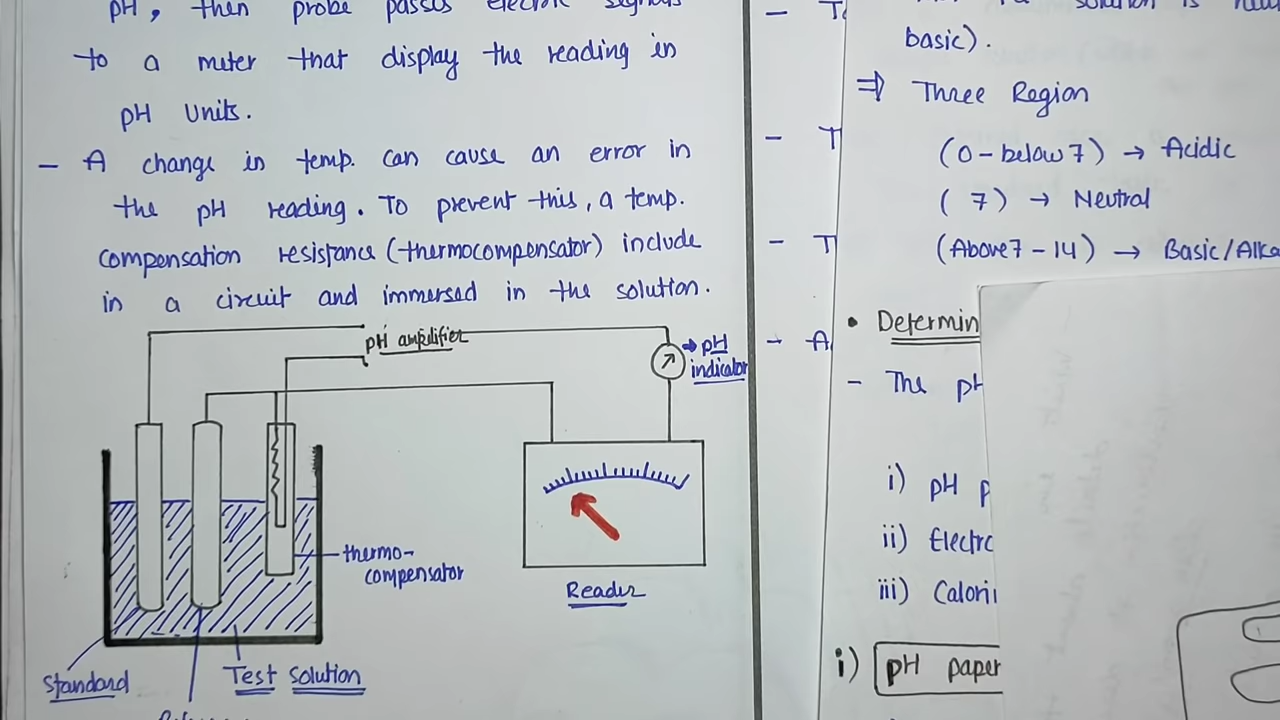 pH, then probe passes
to a meter that display the reading in
pH Units.
- A change in temp. can cause an error in
the pH reading. To prevent this, a temp.
compensation resistance (thermocompensator) include
in a circuit and immersed in the solution.
pH amplifier
→ pH
indicator
thermo-
compensator
Reader
Standard
Test solution
- T
- T
- A
solution is
basic).
⇒ Three Region
(0 - below 7) → Acidic
( 7 ) → Neutral
(Above 7 - 14) → Basic/Alka
• Determin
- The pH
i) pH p
ii) Electro
iii) Calori
i) pH paper